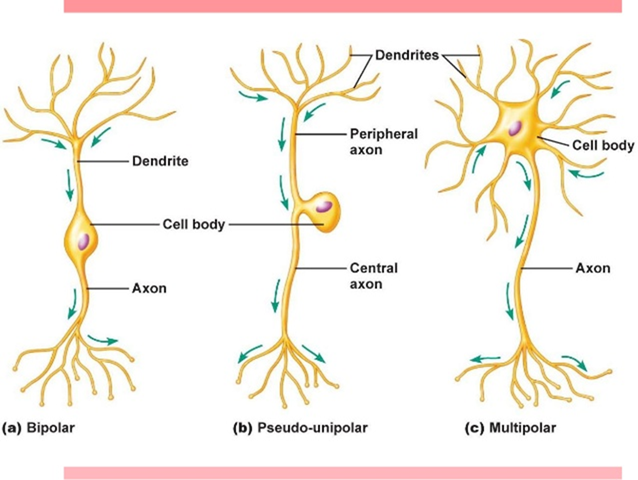 Dendrites
Peripheral
axon
Cell body
Dendrite
Cell body
Central
axon
Axon
Axon
(a) Bipolar
(b) Pseudo-unipolar
(c) Multipolar